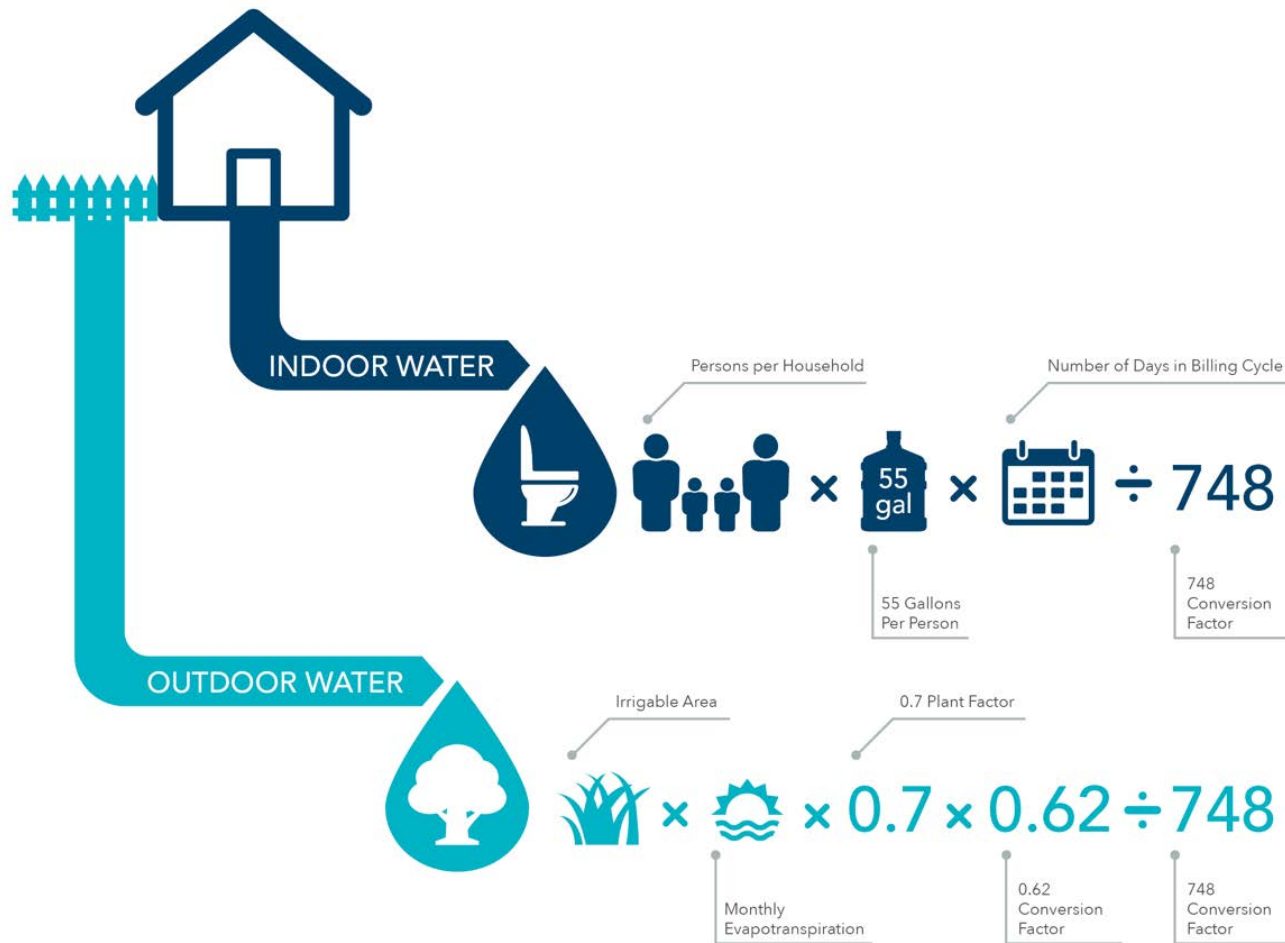 INDOOR WATER
Persons per Household
Number of Days in Billing Cycle
×
55
gal
×
÷ 748
55 Gallons
Per Person
748
Conversion
Factor
OUTDOOR WATER
Irrigable Area
0.7 Plant Factor
× × 0.7 × 0.62 ÷ 748
Monthly
Evapotranspiration
0.62
Conversion
Factor
748
Conversion
Factor